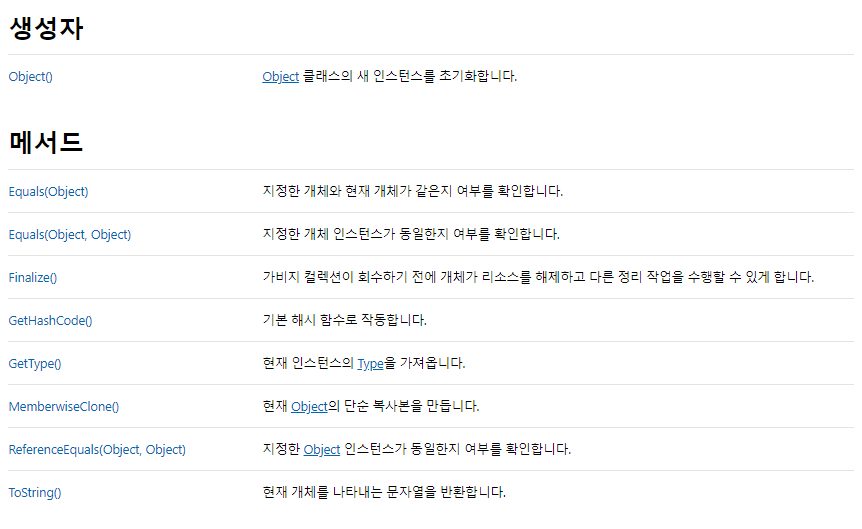 생성자
Object() Object 클래스의 새 인스턴스를 초기화합니다.
메서드
Equals(Object) 지정한 개체와 현재 개체가 같은지 여부를 확인합니다.
Equals(Object, Object) 지정한 개체 인스턴스가 동일한지 여부를 확인합니다.
Finalize() 가비지 컬렉션이 회수하기 전에 개체가 리소스를 해제하고 다른 정리 작업을 수행할 수 있게 합니다.
GetHashCode() 기본 해시 함수로 작동합니다.
GetType() 현재 인스턴스의 Type을 가져옵니다.
MemberwiseClone() 현재 Object의 단순 복사본을 만듭니다.
ReferenceEquals(Object, Object) 지정한 Object 인스턴스가 동일한지 여부를 확인합니다.
ToString() 현재 개체를 나타내는 문자열을 반환합니다.